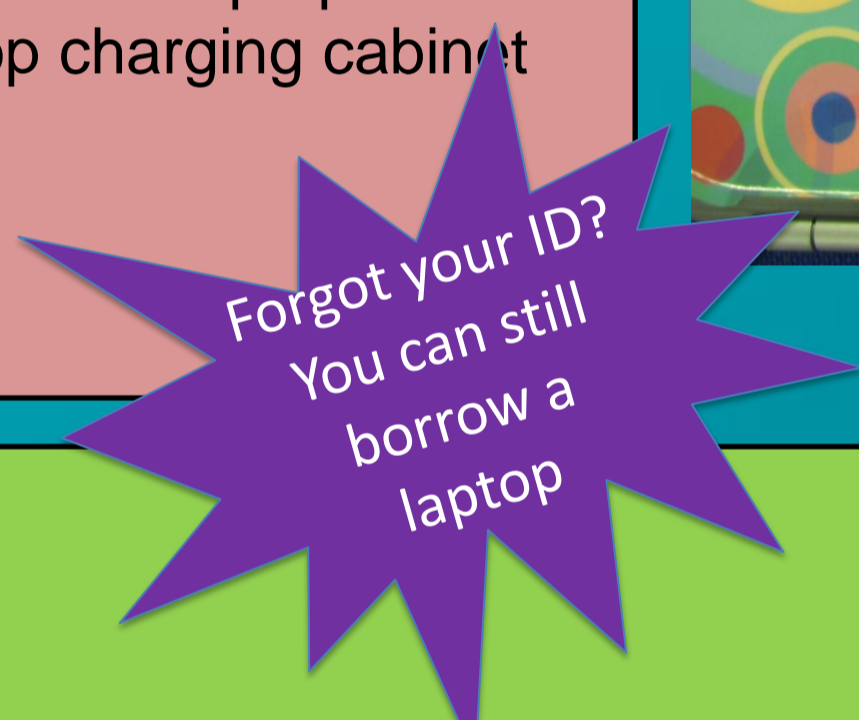 charging cabinet
Forgot your ID?
You can still
borrow a
laptop